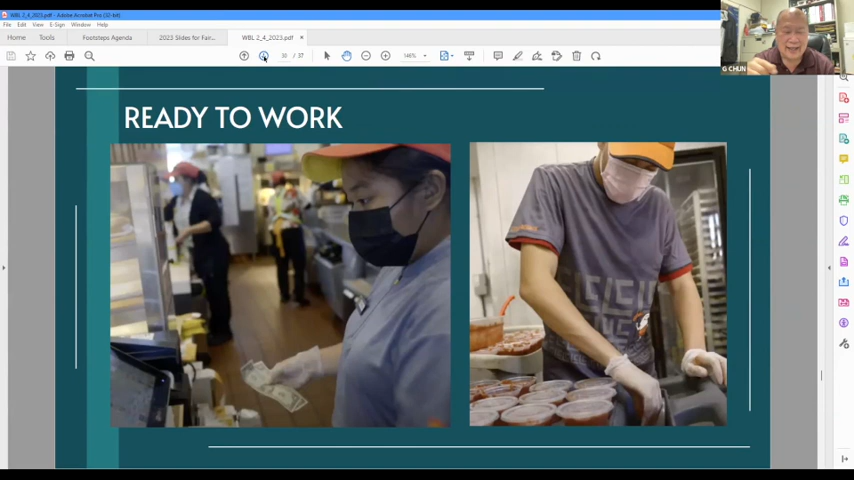 WBL 2_4_2023.pdf - Adobe Acrobat Pro (32-bit)
File Edit View E-Sign Window Help
Home Tools Footsteps Agenda 2023 Slides for Fair... WBL 2_4_2023.pdf ×
30 / 37 146%
G CHUN
READY TO WORK